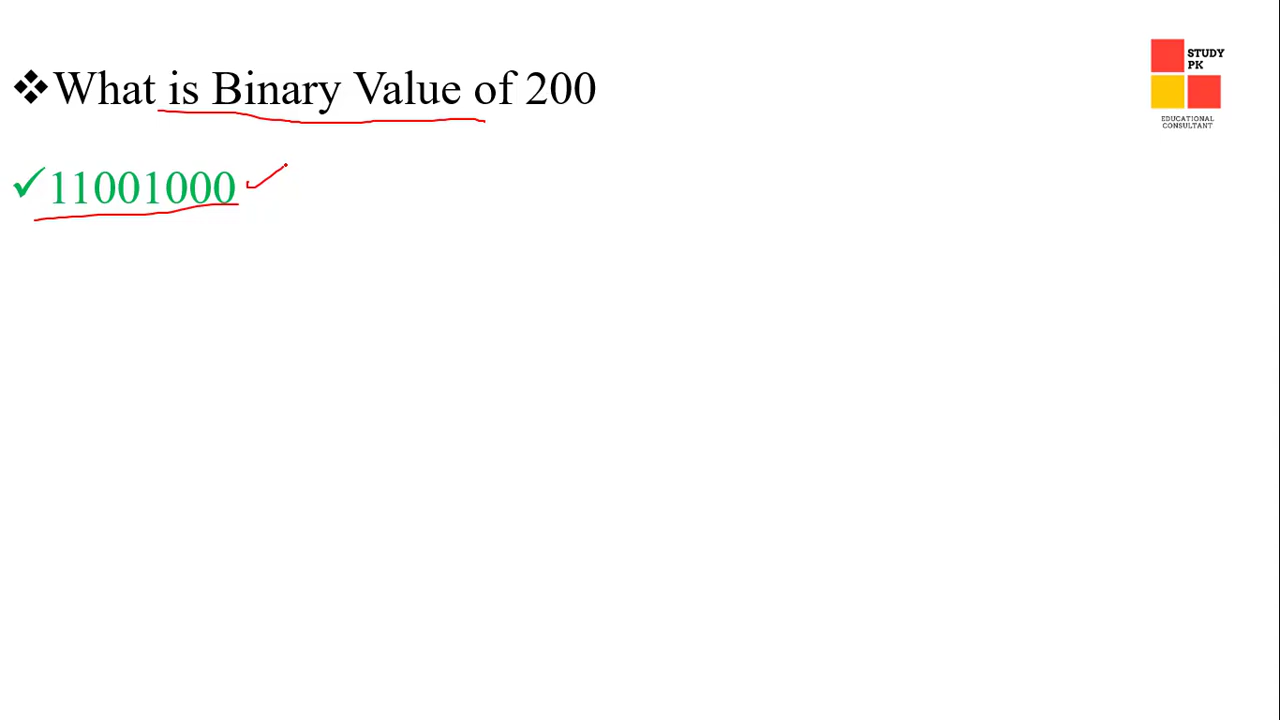 ❖What is Binary Value of 200
✓11001000
STUDY
PK
EDUCATIONAL
CONSULTANT